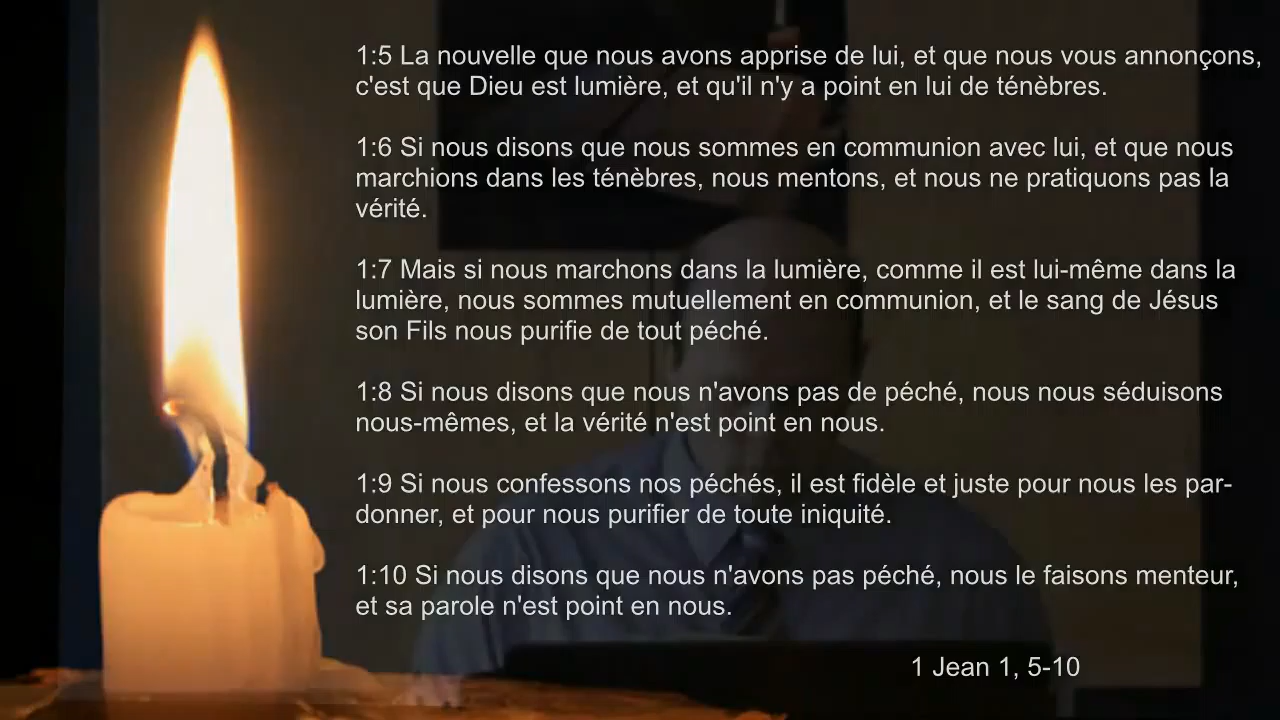 1:5 La nouvelle que nous avons apprise de lui, et que nous vous annonçons,
c'est que Dieu est lumière, et qu'il n'y a point en lui de ténèbres.
1:6 Si nous disons que nous sommes en communion avec lui, et que nous
marchions dans les ténèbres, nous mentons, et nous ne pratiquons pas la
vérité.
1:7 Mais si nous marchons dans la lumière, comme il est lui-même dans la
lumière, nous sommes mutuellement en communion, et le sang de Jésus
son Fils nous purifie de tout péché.
1:8 Si nous disons que nous n'avons pas de péché, nous nous séduisons
nous-mêmes, et la vérité n'est point en nous.
1:9 Si nous confessons nos péchés, il est fidèle et juste pour nous les par-
donner, et pour nous purifier de toute iniquité.
1:10 Si nous disons que nous n'avons pas péché, nous le faisons menteur,
et sa parole n'est point en nous.
1 Jean 1, 5-10